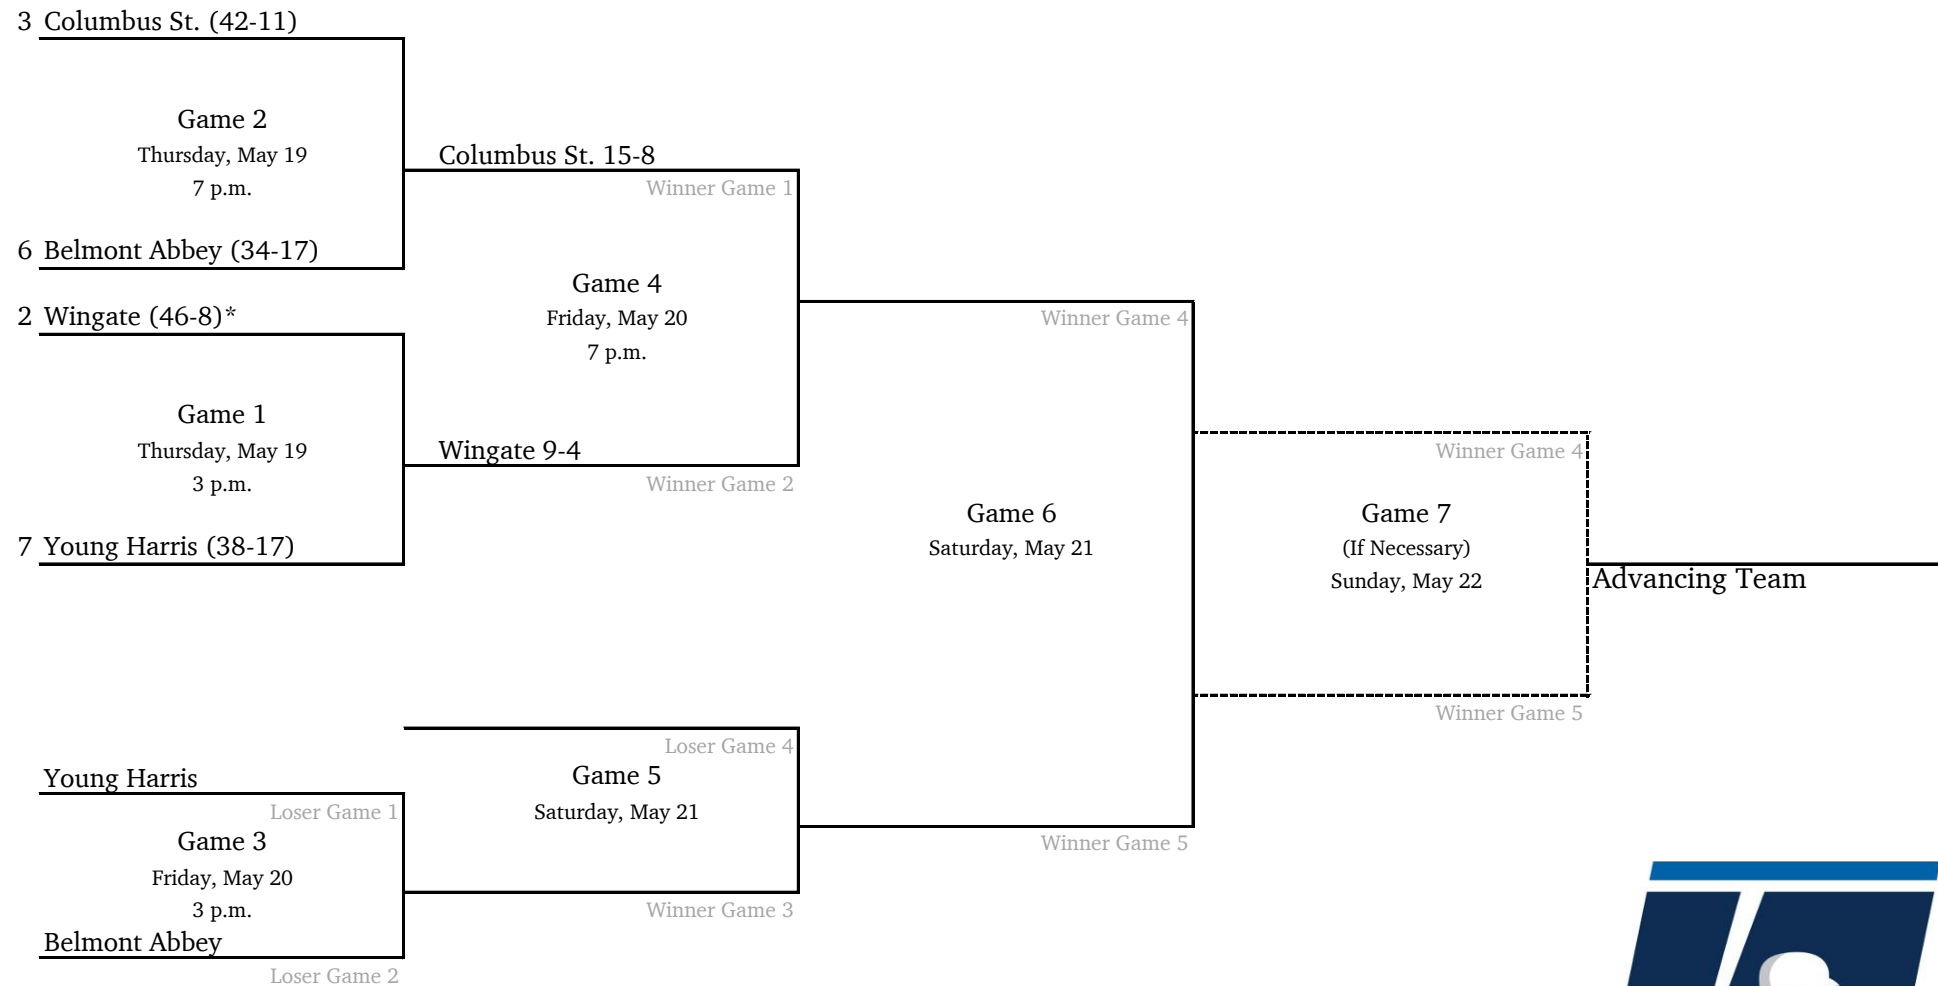 3 Columbus St. (42-11)
Game 2
Thursday, May 19
7 p.m.
6 Belmont Abbey (34-17)
2 Wingate (46-8)*
Game 1
Thursday, May 19
3 p.m.
7 Young Harris (38-17)
Columbus St. 15-8
Winner Game 1
Game 4
Friday, May 20
7 p.m.
Wingate 9-4
Winner Game 2
Winner Game 4
Game 6
Saturday, May 21
Winner Game 4
Game 7
(If Necessary)
Sunday, May 22
Winner Game 5
Advancing Team
Young Harris
Loser Game 1
Game 3
Friday, May 20
3 p.m.
Belmont Abbey
Loser Game 2
Loser Game 4
Game 5
Saturday, May 21
Winner Game 3
Winner Game 5